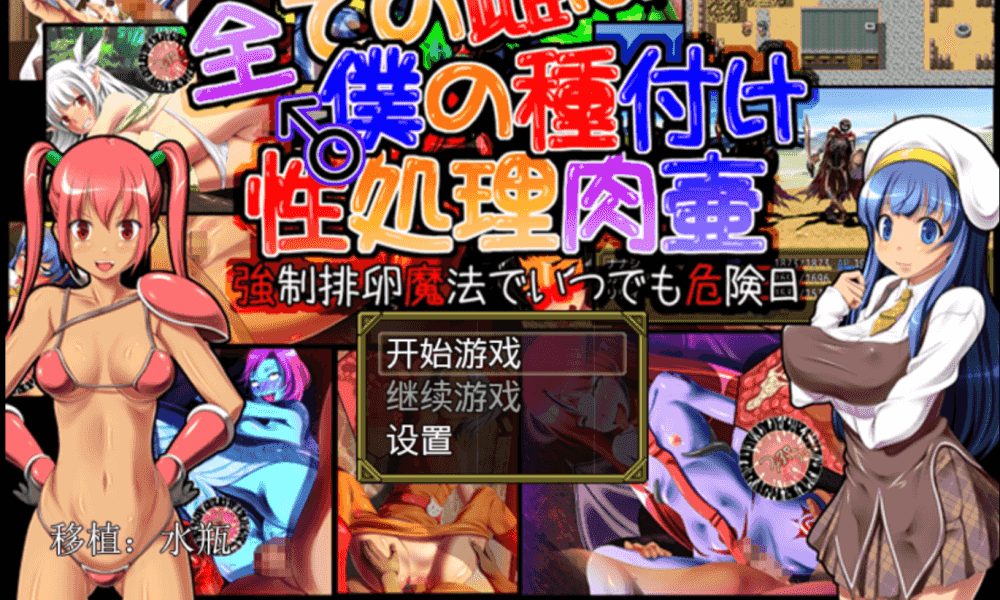 全ての雌は
僕の種付け
性処理肉壷
強制排卵魔法でいつでも危険日
开始游戏
继续游戏
设置
移植：水瓶